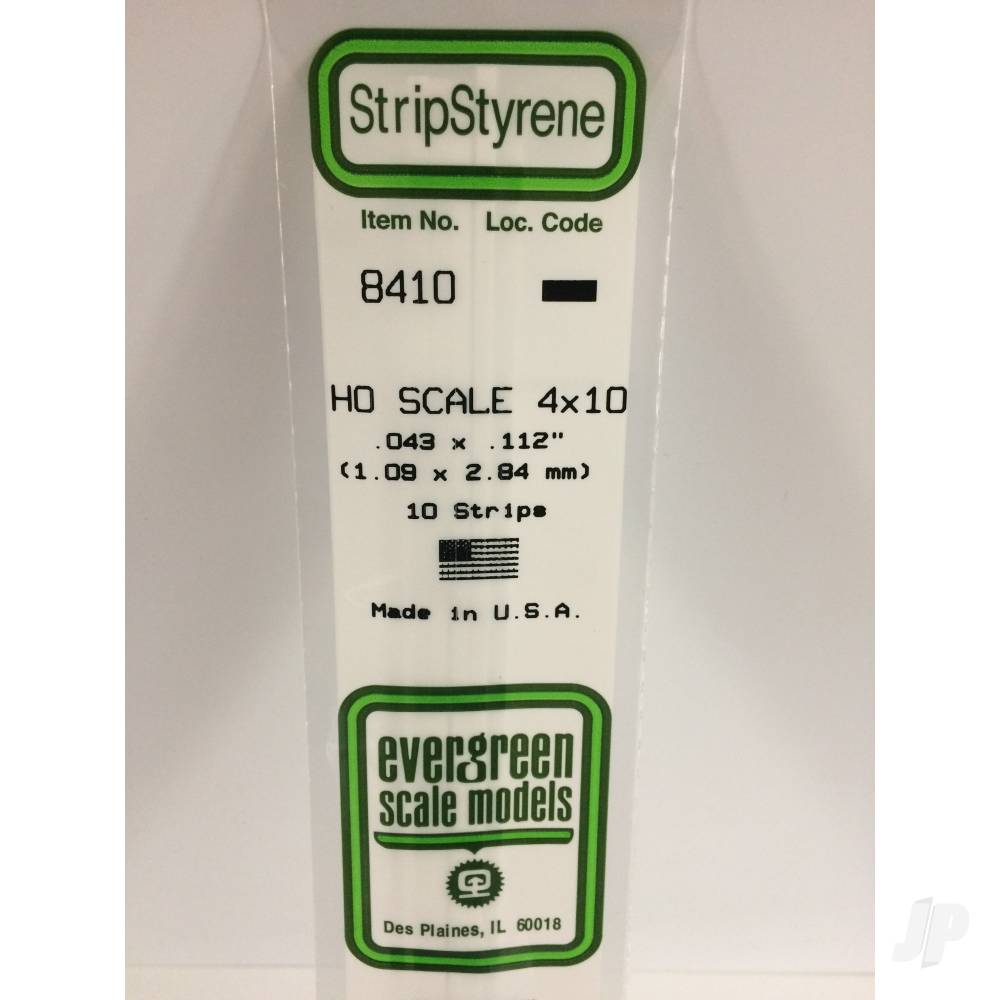 StripStyrene
Item No. Loc. Code
8410
HO SCALE 4x10
.043 x .112"
(1.09 x 2.84 mm)
10 Strips
Made in U.S.A.
evergreen
scale models
Des Plaines, IL 60018
JP